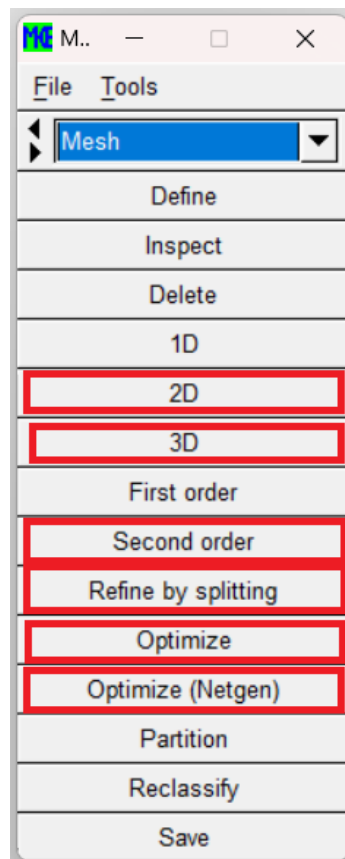 MKE M..
File Tools
Mesh
Define
Inspect
Delete
1D
2D
3D
First order
Second order
Refine by splitting
Optimize
Optimize (Netgen)
Partition
Reclassify
Save